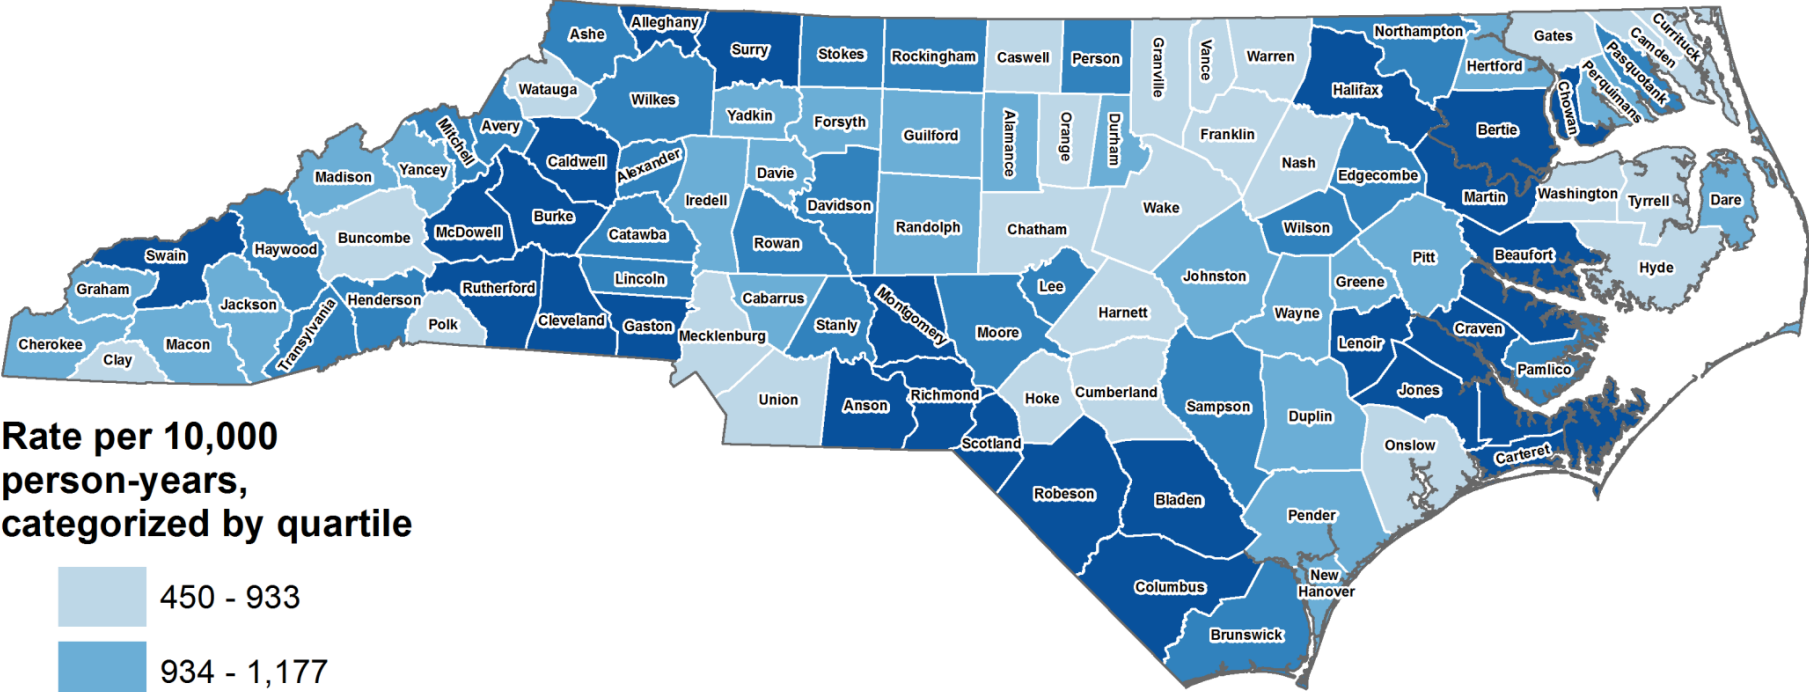 Alleghany
Ashe
Surry
Stokes
Rockingham
Caswell
Person
Granville
Vance
Warren
Northampton
Gates
Currituck
Camden
Pasquotank
Perquimans
Hertford
Halifax
Chowan
Bertie
Watauga
Wilkes
Yadkin
Forsyth
Guilford
Alamance
Orange
Durham
Franklin
Nash
Mitchell
Avery
Caldwell
Alexander
Davie
Iredell
Davidson
Randolph
Chatham
Wake
Edgecombe
Martin
Washington
Tyrrell
Dare
Madison
Yancey
Buncombe
McDowell
Burke
Catawba
Rowan
Wilson
Swain
Haywood
Rutherford
Lincoln
Lee
Johnston
Greene
Pitt
Beaufort
Hyde
Graham
Jackson
Transylvania
Henderson
Polk
Cleveland
Gaston
Mecklenburg
Cabarrus
Stanly
Montgomery
Moore
Harnett
Wayne
Lenoir
Craven
Pamlico
Cherokee
Clay
Macon
Union
Anson
Richmond
Scotland
Hoke
Cumberland
Sampson
Duplin
Jones
Onslow
Carteret
Robeson
Bladen
Pender
Columbus
New
Hanover
Brunswick
Rate per 10,000
person-years,
categorized by quartile
450 - 933
934 - 1,177